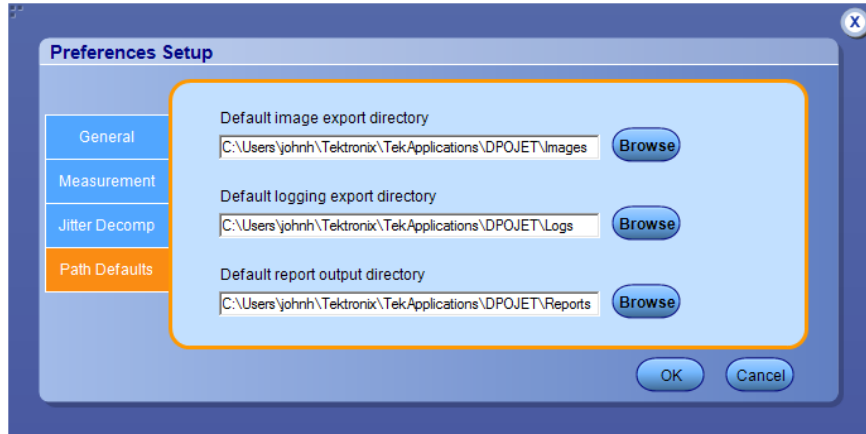 X
Preferences Setup
General
Measurement
Jitter Decomp
Path Defaults
Default image export directory
C:\Users\johnh\Tektronix\TekApplications\DPOJET\Images
Browse
Default logging export directory
C:\Users\johnh\Tektronix\TekApplications\DPOJET\Logs
Browse
Default report output directory
C:\Users\johnh\Tektronix\TekApplications\DPOJET\Reports
Browse
OK
Cancel